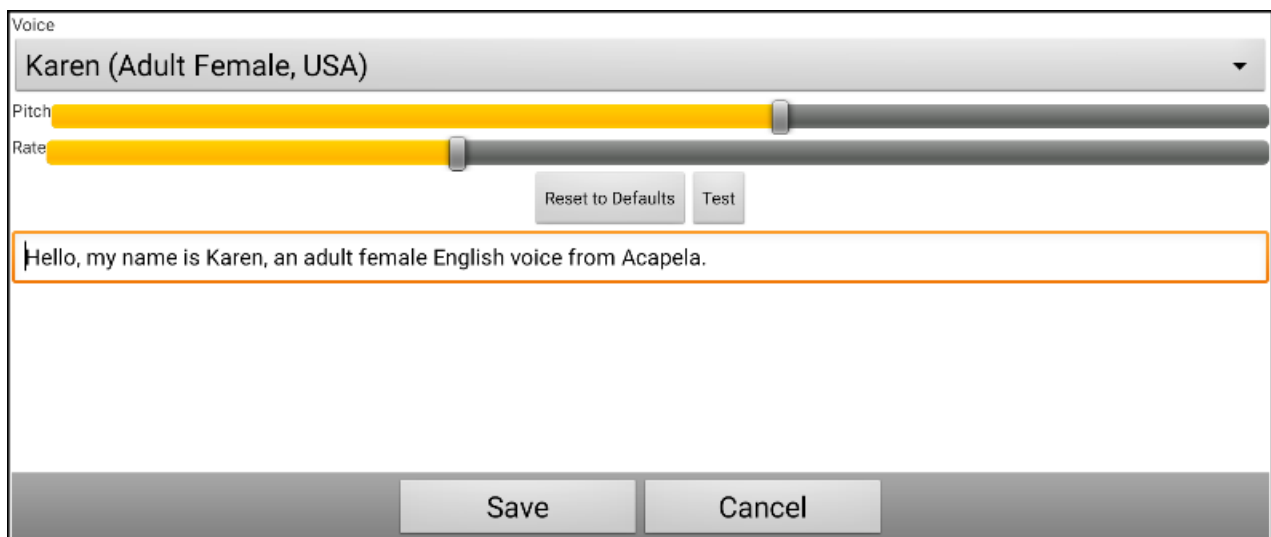 Voice
Karen (Adult Female, USA)
Pitch
Rate
Reset to Defaults Test
Hello, my name is Karen, an adult female English voice from Acapela.
Save Cancel